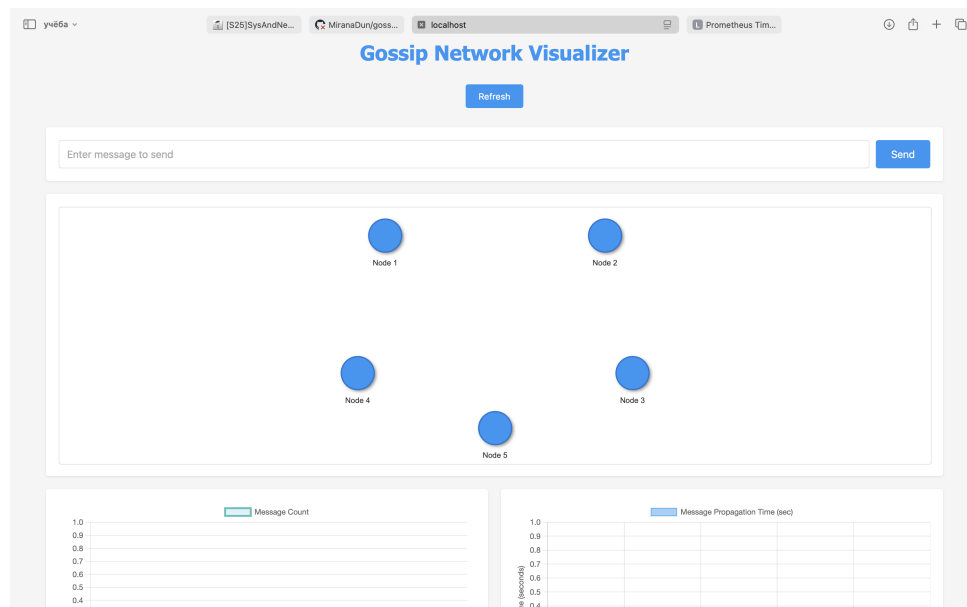 учёба
[S25]SysAndNe...
MiranaDun/goss...
localhost
L Prometheus Tim...
Gossip Network Visualizer
Refresh
Enter message to send
Send
Node 1
Node 2
Node 4
Node 3
Node 5
Message Count
1.0
0.9
0.8
0.7
0.6
0.5
0.4
Message Propagation Time (sec)
1.0
0.9
0.8
0.7
0.6
0.5
0.4
(seconds)